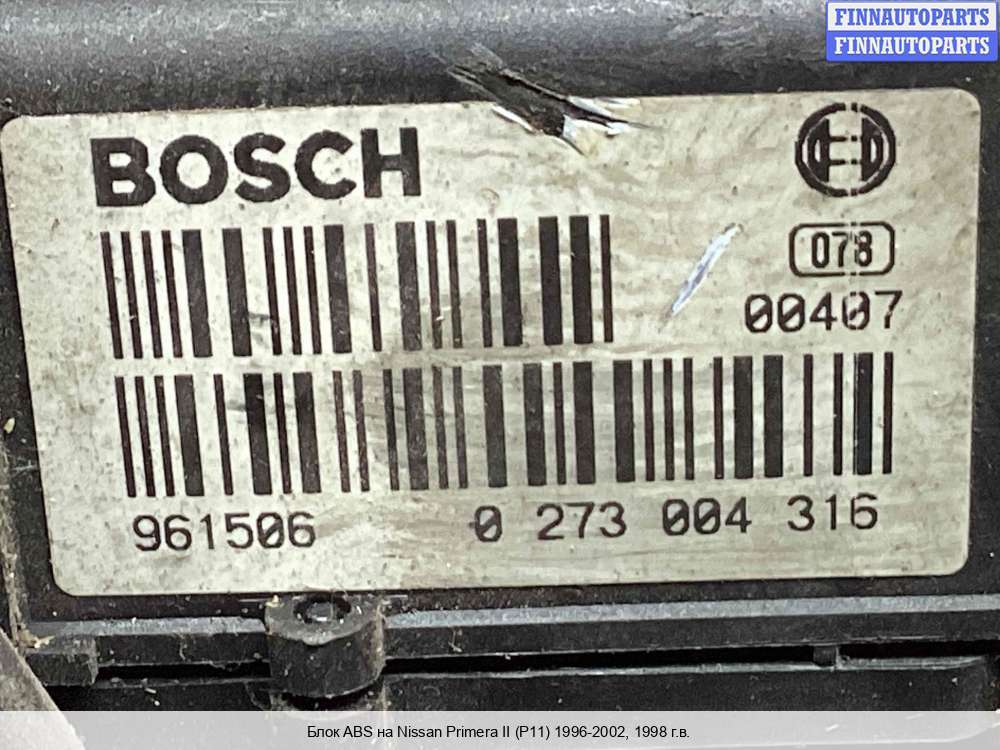 FINNAUTOPARTS
FINNAUTOPARTS
BOSCH
078
00407
961506 0 273 004 316
Блок ABS на Nissan Primera II (P11) 1996-2002, 1998 г.в.